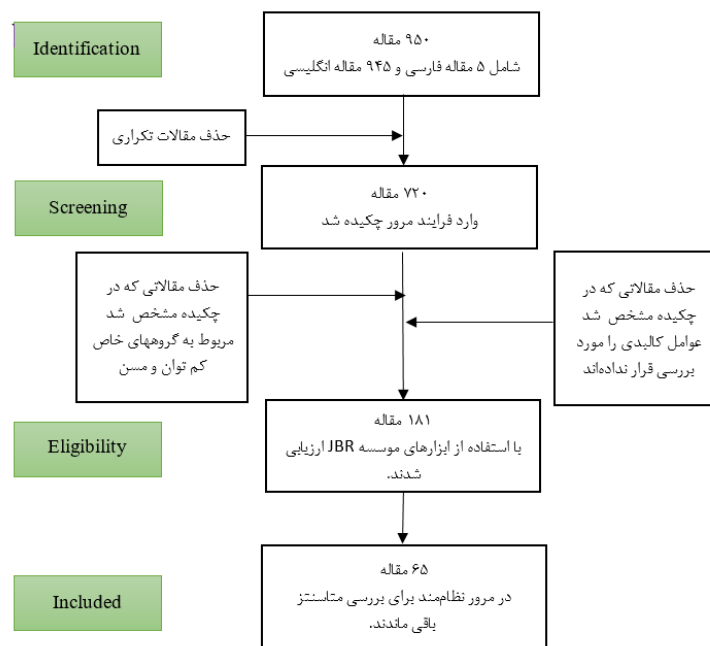 Identification
۹۵۰ مقاله
شامل ۵ مقاله فارسی و ۹۴۵ مقاله انگلیسی
حذف مقالات تکراری
Screening
۷۲۰ مقاله
وارد فرایند مرور چکیده شد
حذف مقالاتی که در
چکیده مشخص شد
عوامل کالبدی را مورد
بررسی قرار نداده‌اند
حذف مقالاتی که در
چکیده مشخص شد
مربوط به گروههای خاص
کم توان و مسن
Eligibility
۱۸۱ مقاله
با استفاده از ابزارهای موسسه JBR ارزیابی
شدند.
Included
۶۵ مقاله
در مرور نظام‌مند برای بررسی متاسنتز
باقی ماندند.